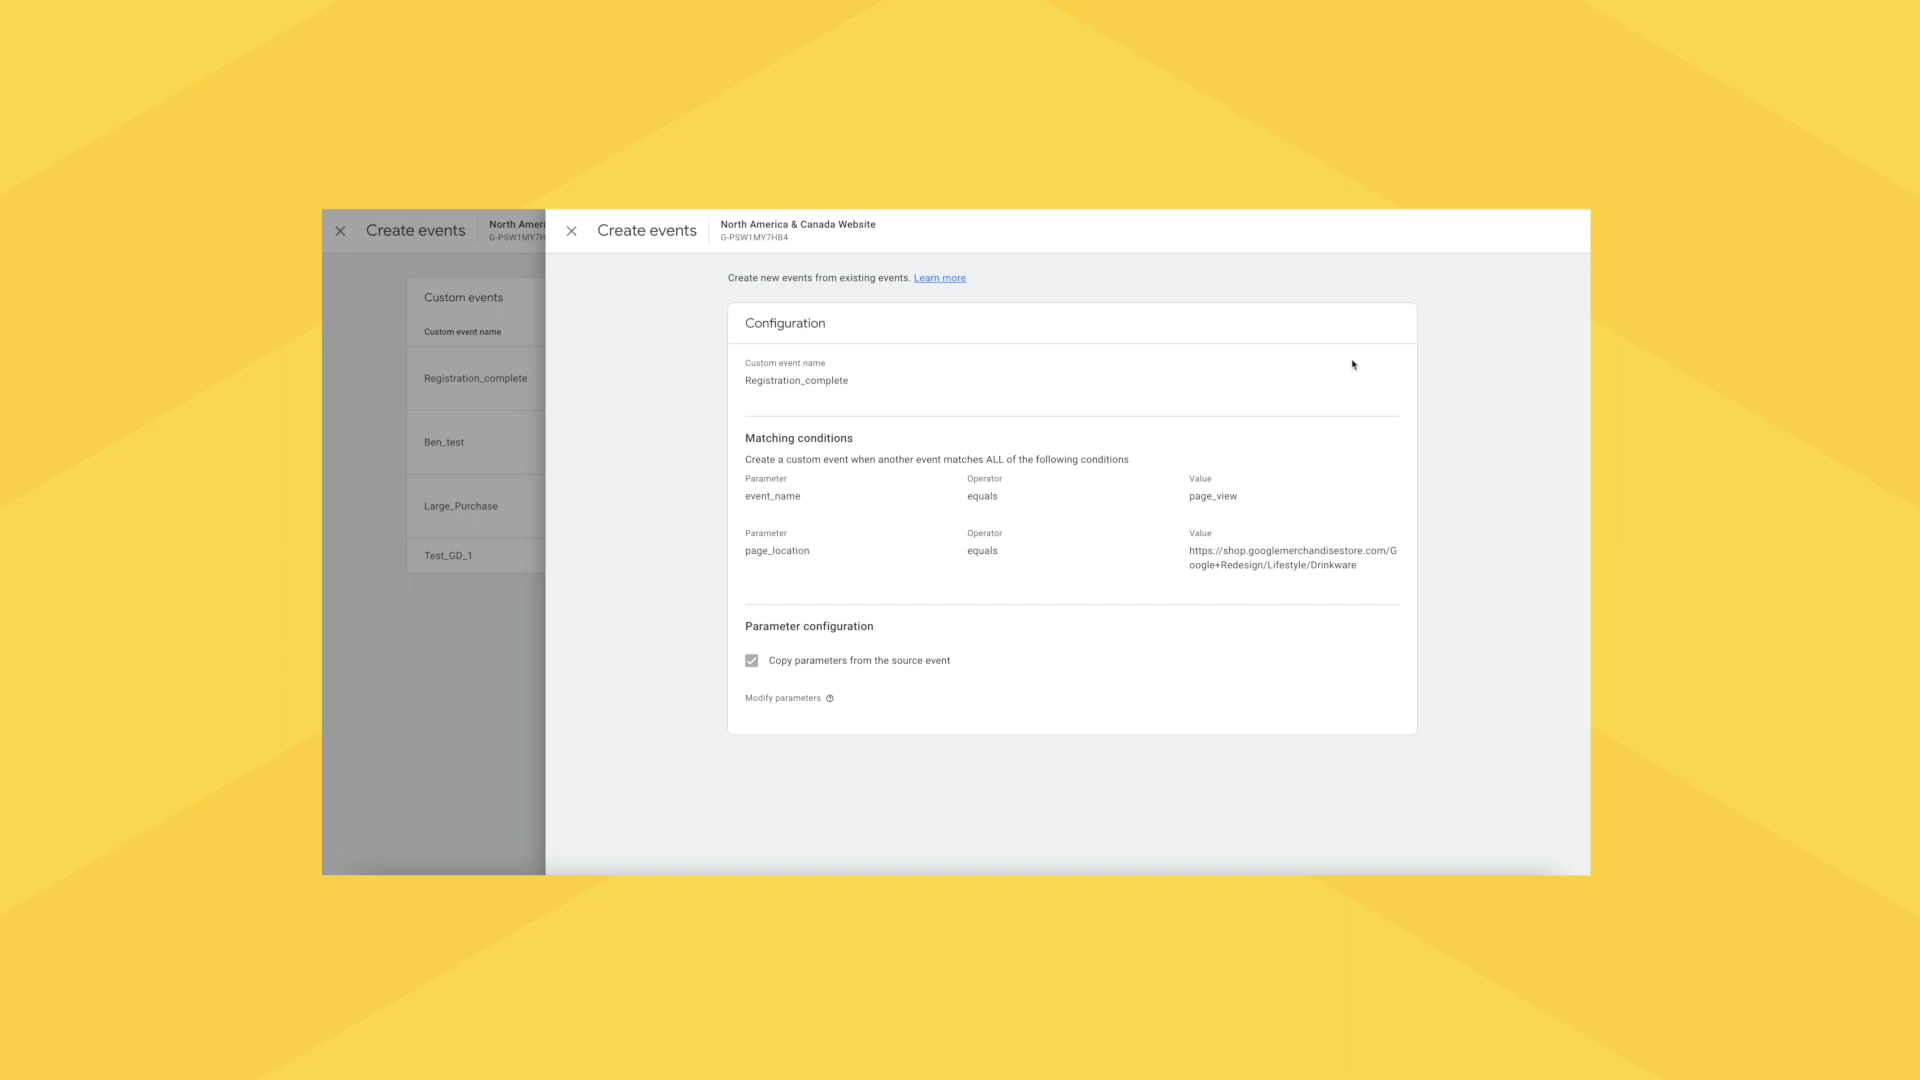 Create events
North Ameri
G-PSW1MY7H
Custom events
Custom event name
Registration_complete
Ben_test
Large_Purchase
Test_GD_1
Create events
North America & Canada Website
G-PSW1MY7HB4
Create new events from existing events. Learn more
Configuration
Custom event name
Registration_complete
Matching conditions
Create a custom event when another event matches ALL of the following conditions
Parameter Operator Value
event_name equals page_view
Parameter Operator Value
page_location equals https://shop.googlemerchandisestore.com/G
oogle+Redesign/Lifestyle/Drinkware
Parameter configuration
Copy parameters from the source event
Modify parameters